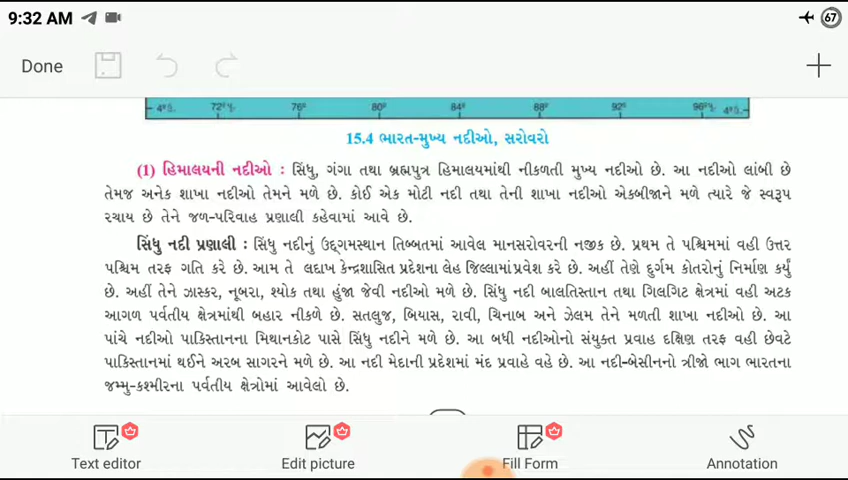 9:32 AM 67
Done
4° ઉ. 72° પૂ. 76° 80° 84° 88° 92° 96° પૂ. 4° ઉ.
15.4 ભારત-મુખ્ય નદીઓ, સરોવરો
(1) હિમાલયની નદીઓ : સિંધુ, ગંગા તથા બ્રહ્મપુત્ર હિમાલયમાંથી નીકળતી મુખ્ય નદીઓ છે. આ નદીઓ લાંબી છે
તેમજ અનેક શાખા નદીઓ તેમને મળે છે. કોઈ એક મોટી નદી તથા તેની શાખા નદીઓ એકબીજાને મળે ત્યારે જે સ્વરૂપ
રચાય છે તેને જળ-પરિવાહ પ્રણાલી કહેવામાં આવે છે.
સિંધુ નદી પ્રણાલી : સિંધુ નદીનું ઉદ્ગમસ્થાન તિબ્બતમાં આવેલ માનસરોવરની નજીક છે. પ્રથમ તે પશ્ચિમમાં વહી ઉત્તર
પશ્ચિમ તરફ ગતિ કરે છે. આમ તે લદાખ કેન્દ્રશાસિત પ્રદેશના લેહ જિલ્લામાં પ્રવેશ કરે છે. અહીં તેણે દુર્ગમ કોતરોનું નિર્માણ કર્યું
છે. અહીં તેને ઝાસ્કર, નૂબરા, શ્યોક તથા હુંજા જેવી નદીઓ મળે છે. સિંધુ નદી બાલતિસ્તાન તથા ગિલગિટ ક્ષેત્રમાં વહી અટક
આગળ પર્વતીય ક્ષેત્રમાંથી બહાર નીકળે છે. સતલુજ, બિયાસ, રાવી, ચિનાબ અને ઝેલમ તેને મળતી શાખા નદીઓ છે. આ
પાંચે નદીઓ પાકિસ્તાનના મિથાનકોટ પાસે સિંધુ નદીને મળે છે. આ બધી નદીઓનો સંયુક્ત પ્રવાહ દક્ષિણ તરફ વહી છેવટે
પાકિસ્તાનમાં થઈને અરબ સાગરને મળે છે. આ નદી મેદાની પ્રદેશમાં મંદ પ્રવાહે વહે છે. આ નદી-બેસીનનો ત્રીજો ભાગ ભારતના
જમ્મુ-કશ્મીરના પર્વતીય ક્ષેત્રોમાં આવેલો છે.
Text editor Edit picture Fill Form Annotation